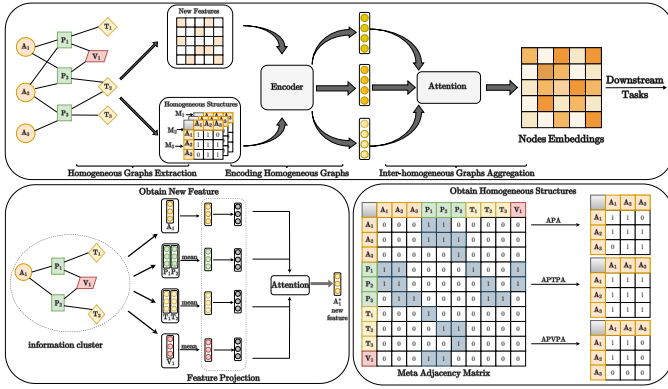 T₁
New Features
P₁
A₁
V₁
P₂
A₂
T₂
P₃
T₃
A₃
Homogeneous Structures
M₁
M₂
M₃
A₁ A₂ A₃
A₁ 1 1 0
A₂ 1 1 1
A₃ 0 1 1
Encoder
Attention
Nodes Embeddings
Downstream
Tasks
Homogeneous Graphs Extraction
Encoding Homogeneous Graphs
Inter-homogeneous Graphs Aggregation
Obtain New Feature
A₁
P₁
T₁
V₁
P₂
T₂
information cluster
A₁
P₁P₂
mean
T₁T₂
mean
V₁
mean
Attention
A₁'
new
feature
Feature Projection
Obtain Homogeneous Structures
A₁ A₂ A₃ P₁ P₂ P₃ T₁ T₂ T₃ V₁
A₁ 0 0 0 1 1 0 0 0 0 0
A₂ 0 0 0 1 1 1 0 0 0 0
A₃ 0 0 0 0 0 1 0 0 0 0
P₁ 1 1 0 0 0 0 1 0 0 1
P₂ 1 1 0 0 0 0 0 1 0 1
P₃ 0 1 1 0 0 0 0 1 1 0
T₁ 0 0 0 1 0 0 0 0 0 0
T₂ 0 0 0 0 1 1 0 0 0 0
T₃ 0 0 0 0 0 1 0 0 0 0
V₁ 0 0 0 1 1 0 0 0 0 0
Meta Adjacency Matrix
APA
A₁ A₂ A₃
A₁ 1 1 0
A₂ 1 1 1
A₃ 0 1 1
APTPA
A₁ A₂ A₃
A₁ 1 1 1
A₂ 1 1 1
A₃ 1 1 1
APVPA
A₁ A₂ A₃
A₁ 1 1 0
A₂ 1 1 0
A₃ 0 0 0